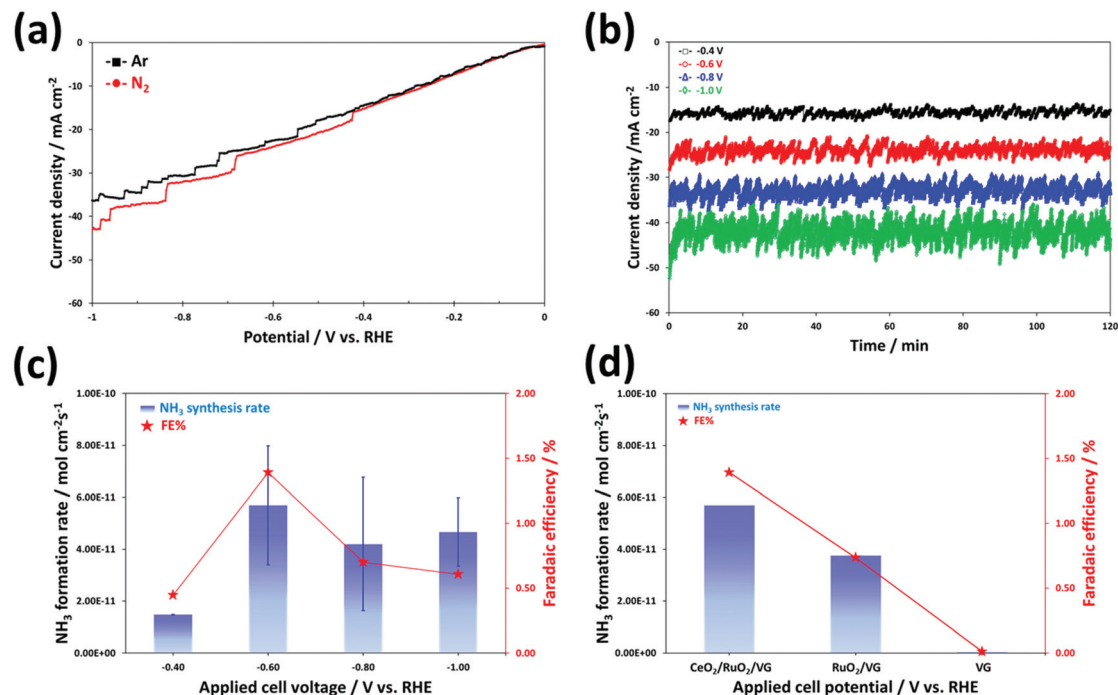 (a)
0
-10
-20
-30
-40
-50
-60
Current density / mA cm-2
-■- Ar
-●- N2
-1
-0.8
-0.6
-0.4
-0.2
0
Potential / V vs. RHE
(b)
0
-10
-20
-30
-40
-50
-60
Current density /mA cm-2
-□- -0.4 V
-○- -0.6 V
-Δ- -0.8 V
-◊- -1.0 V
0
20
40
60
80
100
120
Time / min
(c)
1.00E-10
8.00E-11
6.00E-11
4.00E-11
2.00E-11
0.00E+00
NH3 formation rate / mol cm-2s-1
NH3 synthesis rate
FE%
2.00
1.50
1.00
0.50
0.00
Faradaic efficiency / %
-0.40
-0.60
-0.80
-1.00
Applied cell voltage / V vs. RHE
(d)
1.00E-10
8.00E-11
6.00E-11
4.00E-11
2.00E-11
0.00E+00
NH3 formation rate / mol cm-2s-1
NH3 synthesis rate
FE%
2.00
1.50
1.00
0.50
0.00
Faradaic efficiency / %
CeO2/RuO2/VG
RuO2/VG
VG
Applied cell potential / V vs. RHE